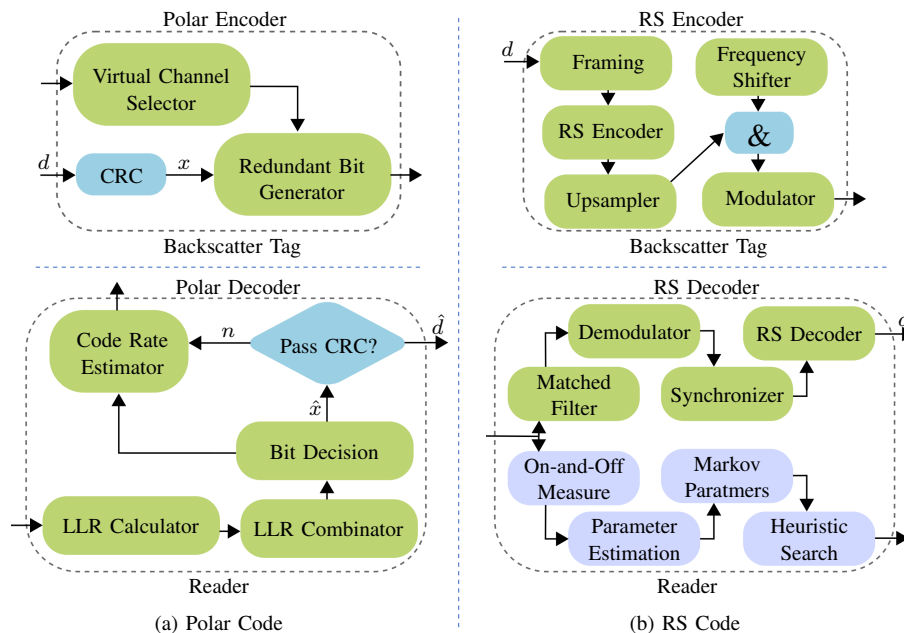 Polar Encoder
Virtual Channel
Selector
d
CRC
x
Redundant Bit
Generator
Backscatter Tag
Polar Decoder
Code Rate
Estimator
n
Pass CRC?
d̂
x̂
Bit Decision
LLR Calculator
LLR Combinator
Reader
(a) Polar Code
RS Encoder
d
Framing
Frequency
Shifter
RS Encoder
&
Upsampler
Modulator
Backscatter Tag
RS Decoder
Demodulator
RS Decoder
Matched
Filter
Synchronizer
On-and-Off
Measure
Markov
Paratmers
Parameter
Estimation
Heuristic
Search
Reader
(b) RS Code